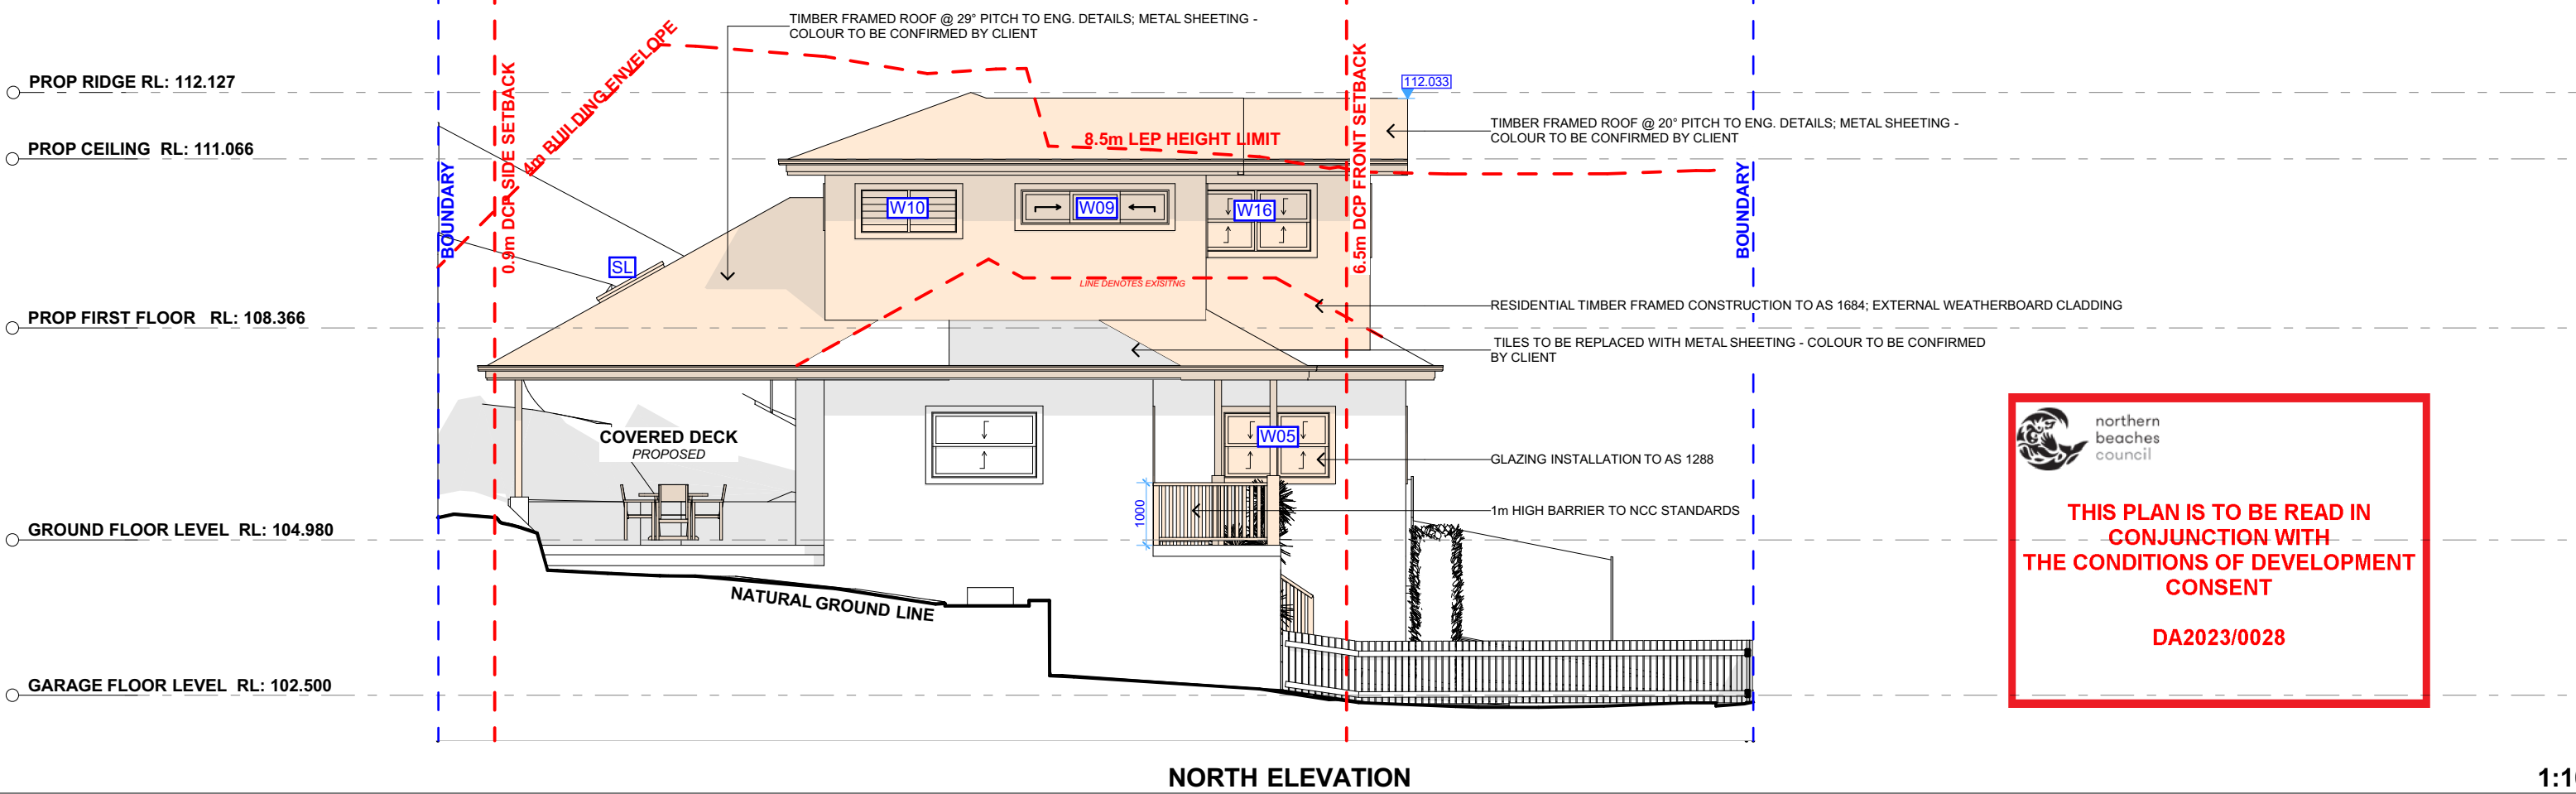 TIMBER FRAMED ROOF @ 29° PITCH TO ENG. DETAILS; METAL SHEETING -
COLOUR TO BE CONFIRMED BY CLIENT
4m BUILDING ENVELOPE
0.9m DCP SIDE SETBACK
6.5m DCP FRONT SETBACK
PROP RIDGE RL: 112.127
112.033
TIMBER FRAMED ROOF @ 20° PITCH TO ENG. DETAILS; METAL SHEETING -
COLOUR TO BE CONFIRMED BY CLIENT
8.5m LEP HEIGHT LIMIT
PROP CEILING RL: 111.066
BOUNDARY
BOUNDARY
W10
W09
W16
SL
LINE DENOTES EXISITNG
RESIDENTIAL TIMBER FRAMED CONSTRUCTION TO AS 1684; EXTERNAL WEATHERBOARD CLADDING
PROP FIRST FLOOR RL: 108.366
TILES TO BE REPLACED WITH METAL SHEETING - COLOUR TO BE CONFIRMED
BY CLIENT
COVERED DECK
PROPOSED
W05
GLAZING INSTALLATION TO AS 1288
1000
1m HIGH BARRIER TO NCC STANDARDS
GROUND FLOOR LEVEL RL: 104.980
NATURAL GROUND LINE
GARAGE FLOOR LEVEL RL: 102.500
northern
beaches
council
THIS PLAN IS TO BE READ IN
CONJUNCTION WITH
THE CONDITIONS OF DEVELOPMENT
CONSENT
DA2023/0028
NORTH ELEVATION